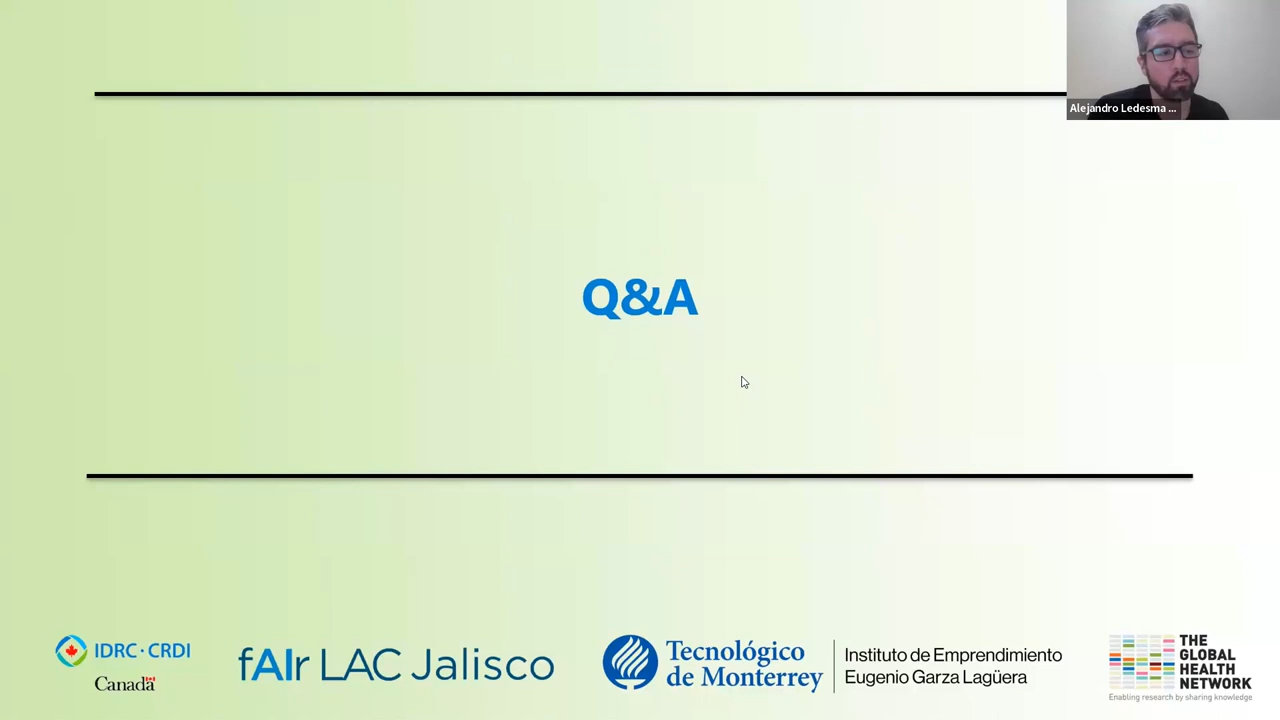 Alejandro Ledesma ...
Q&A
IDRC · CRDI
Canada
fAIr LAC Jalisco
Tecnológico
de Monterrey
Instituto de Emprendimiento
Eugenio Garza Lagüera
THE
GLOBAL
HEALTH
NETWORK
Enabling research by sharing knowledge